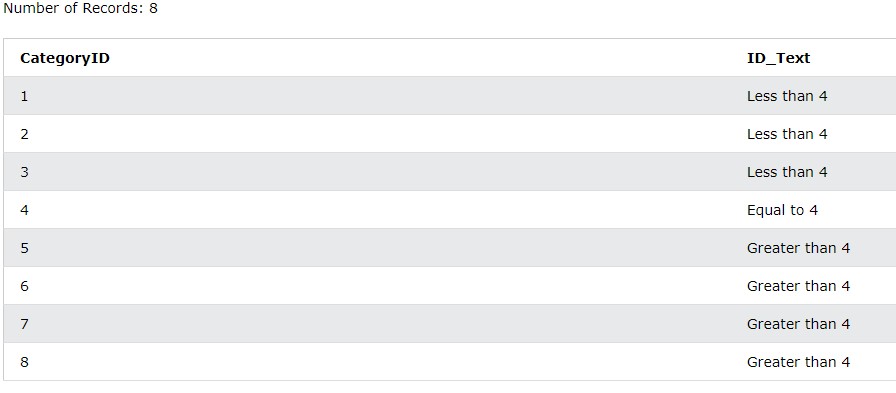 Number of Records: 8
CategoryID ID_Text
1 Less than 4
2 Less than 4
3 Less than 4
4 Equal to 4
5 Greater than 4
6 Greater than 4
7 Greater than 4
8 Greater than 4